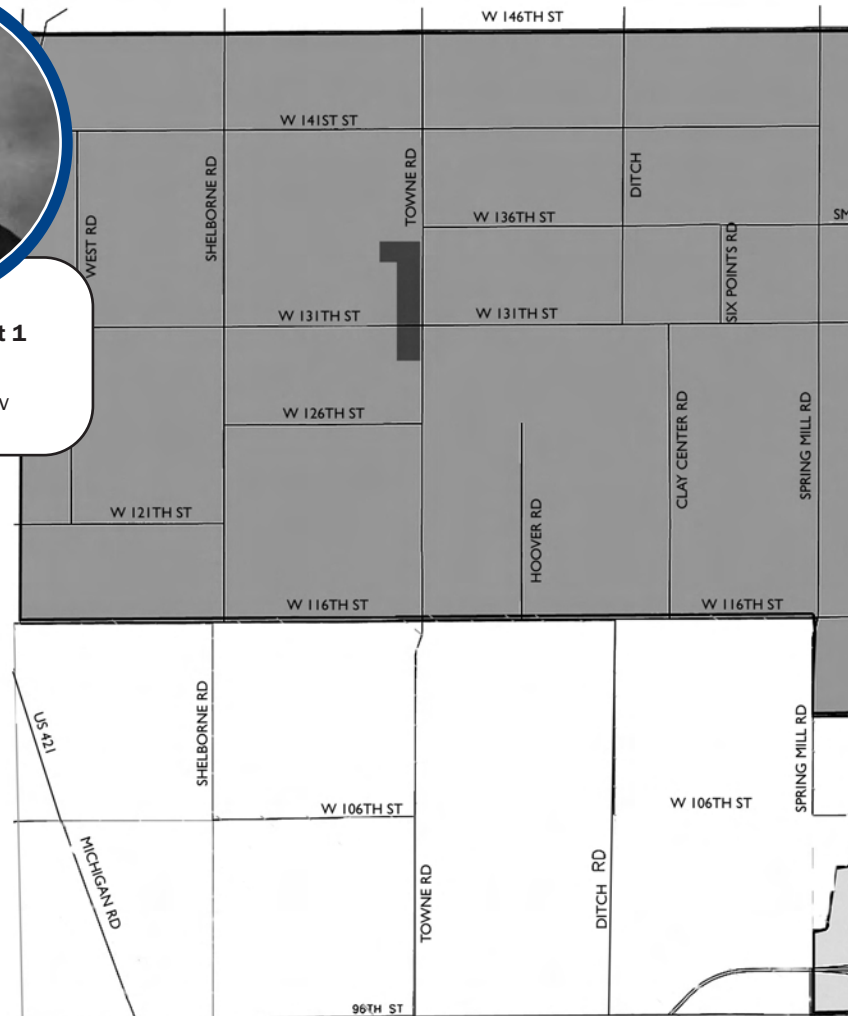 W 146TH ST
W 141ST ST
SHELBORNE RD
TOWNE RD
DITCH
WEST RD
W 136TH ST
SM
SIX POINTS RD
1
t 1
W 131TH ST
W 131TH ST
v
W 126TH ST
CLAY CENTER RD
SPRING MILL RD
W 121TH ST
HOOVER RD
W 116TH ST
W 116TH ST
US 421
SHELBORNE RD
SPRING MILL RD
W 106TH ST
W 106TH ST
MICHIGAN RD
TOWNE RD
DITCH RD
96TH ST